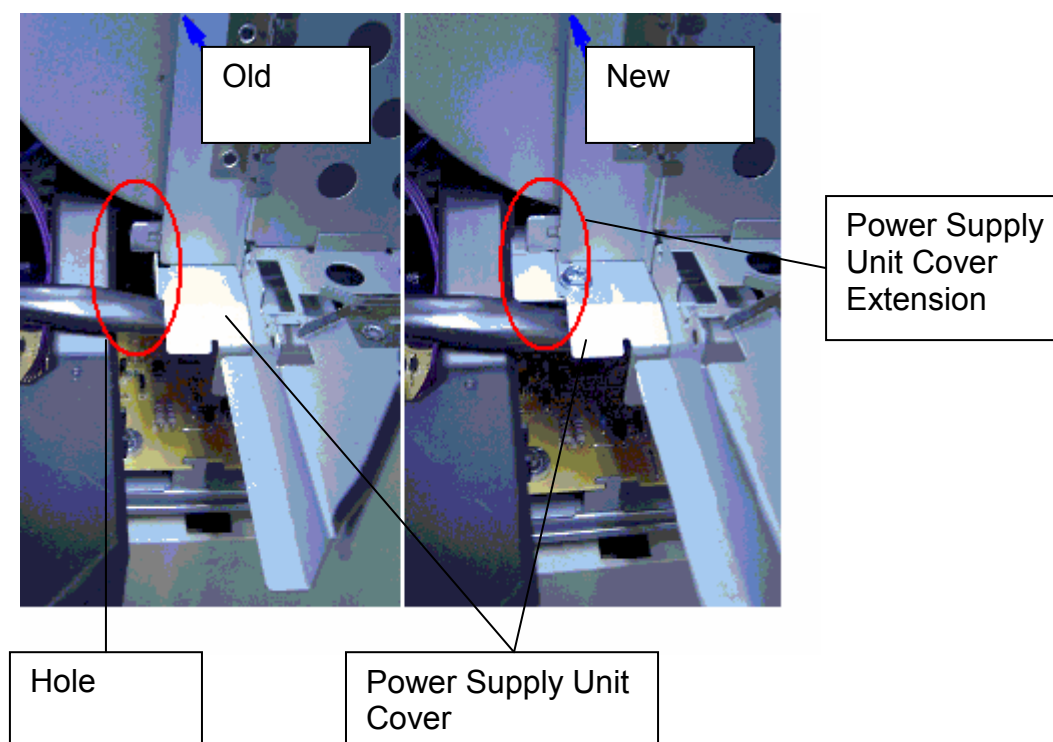 Old
New
Power Supply
Unit Cover
Extension
Hole
Power Supply Unit
Cover